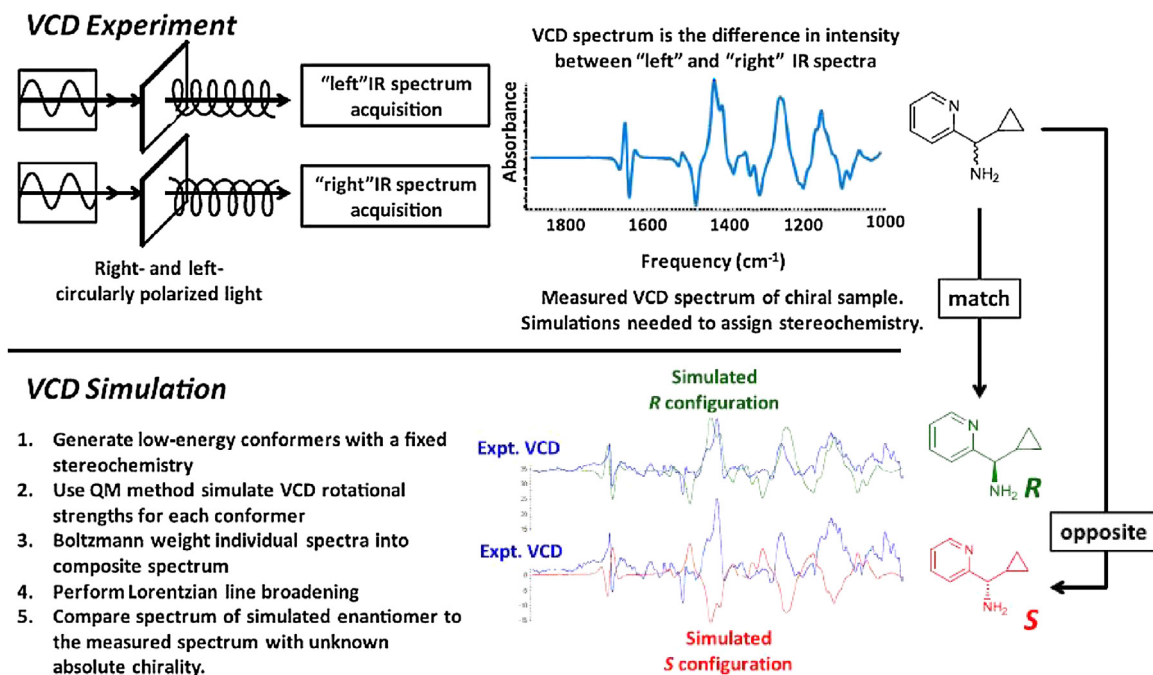 VCD Experiment
"left"IR spectrum
acquisition
"right"IR spectrum
acquisition
Right- and left-
circularly polarized light
VCD spectrum is the difference in intensity
between "left" and "right" IR spectra
Absorbance
1800 1600 1400 1200 1000
Frequency (cm-1)
Measured VCD spectrum of chiral sample.
Simulations needed to assign stereochemistry.
N
NH2
match
opposite
VCD Simulation
1. Generate low-energy conformers with a fixed
stereochemistry
2. Use QM method simulate VCD rotational
strengths for each conformer
3. Boltzmann weight individual spectra into
composite spectrum
4. Perform Lorentzian line broadening
5. Compare spectrum of simulated enantiomer to
the measured spectrum with unknown
absolute chirality.
Simulated
R configuration
Expt. VCD
Expt. VCD
Simulated
S configuration
N
NH2 R
N
NH2 S